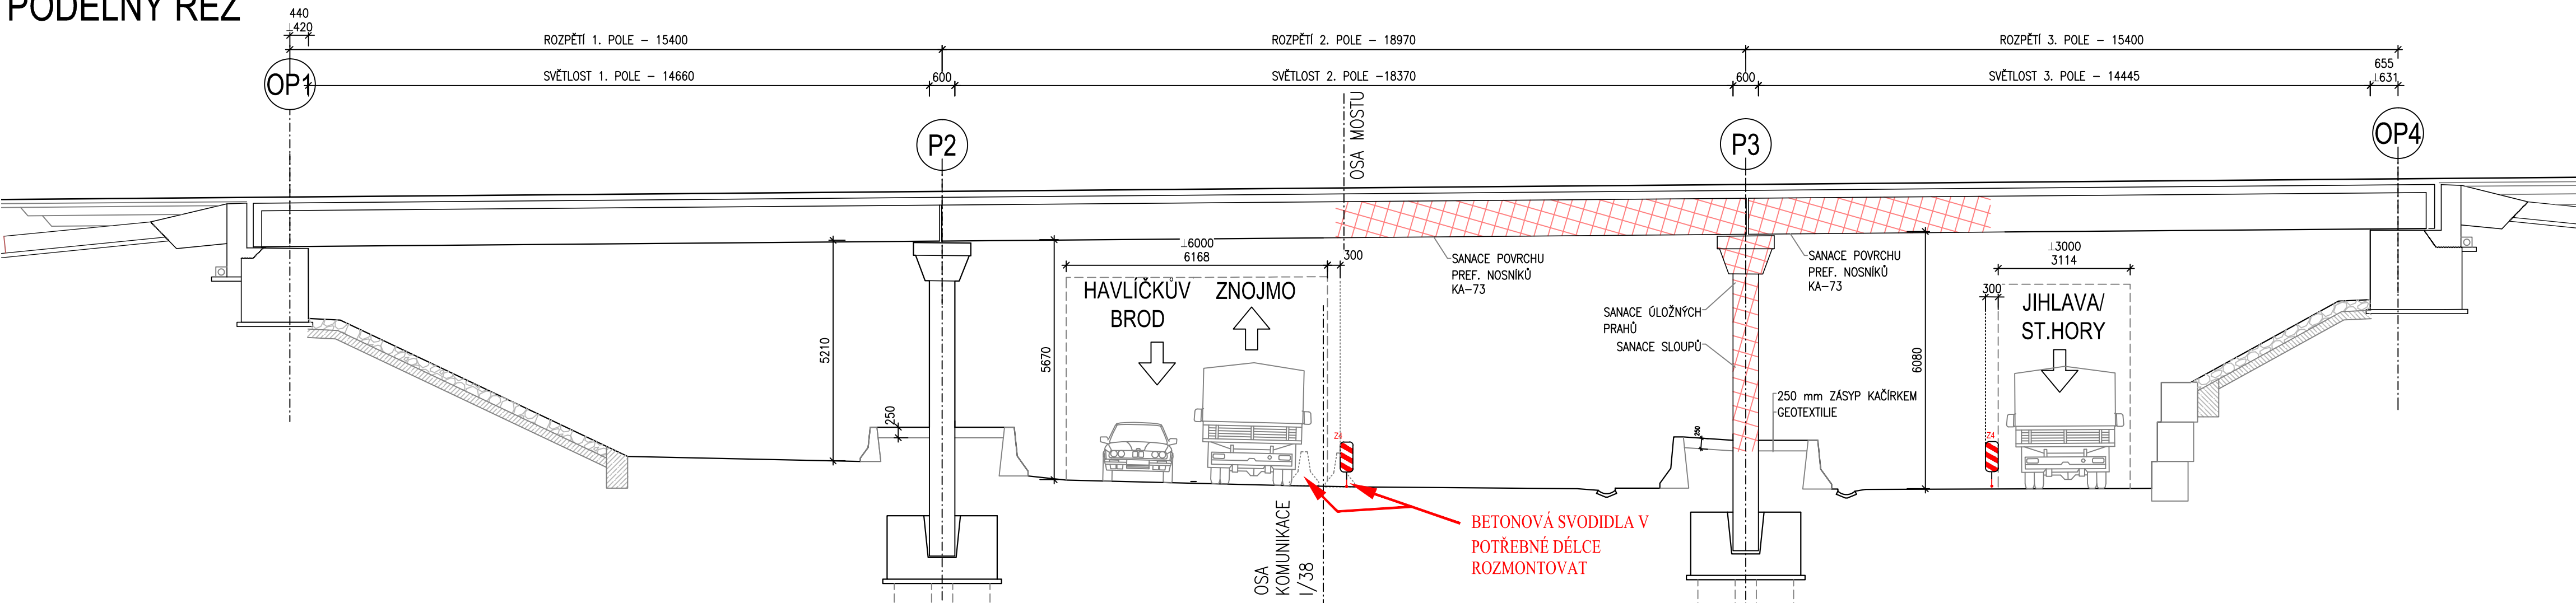 PODÉLNÝ ŘEZ
440
⊥420
ROZPĚTÍ 1. POLE - 15400
ROZPĚTÍ 2. POLE - 18970
ROZPĚTÍ 3. POLE - 15400
OP1
SVĚTLOST 1. POLE - 14660
600
SVĚTLOST 2. POLE -18370
600
SVĚTLOST 3. POLE - 14445
655
⊥631
P2
OSA MOSTU
P3
OP4
5210
250
5670
⊥6000
6168
300
HAVLÍČKŮV
BROD
ZNOJMO
SANACE POVRCHU
PREF. NOSNÍKŮ
KA-73
SANACE ÚLOŽNÝCH
PRAHŮ
SANACE SLOUPŮ
SANACE POVRCHU
PREF. NOSNÍKŮ
KA-73
250 mm ZÁSYP KAČÍRKEM
GEOTEXTILIE
250
6080
⊥3000
3114
300
JIHLAVA/
ST.HORY
Z4
Z4
OSA
KOMUNIKACE
I/38
BETONOVÁ SVODIDLA V
POTŘEBNÉ DÉLCE
ROZMONTOVAT